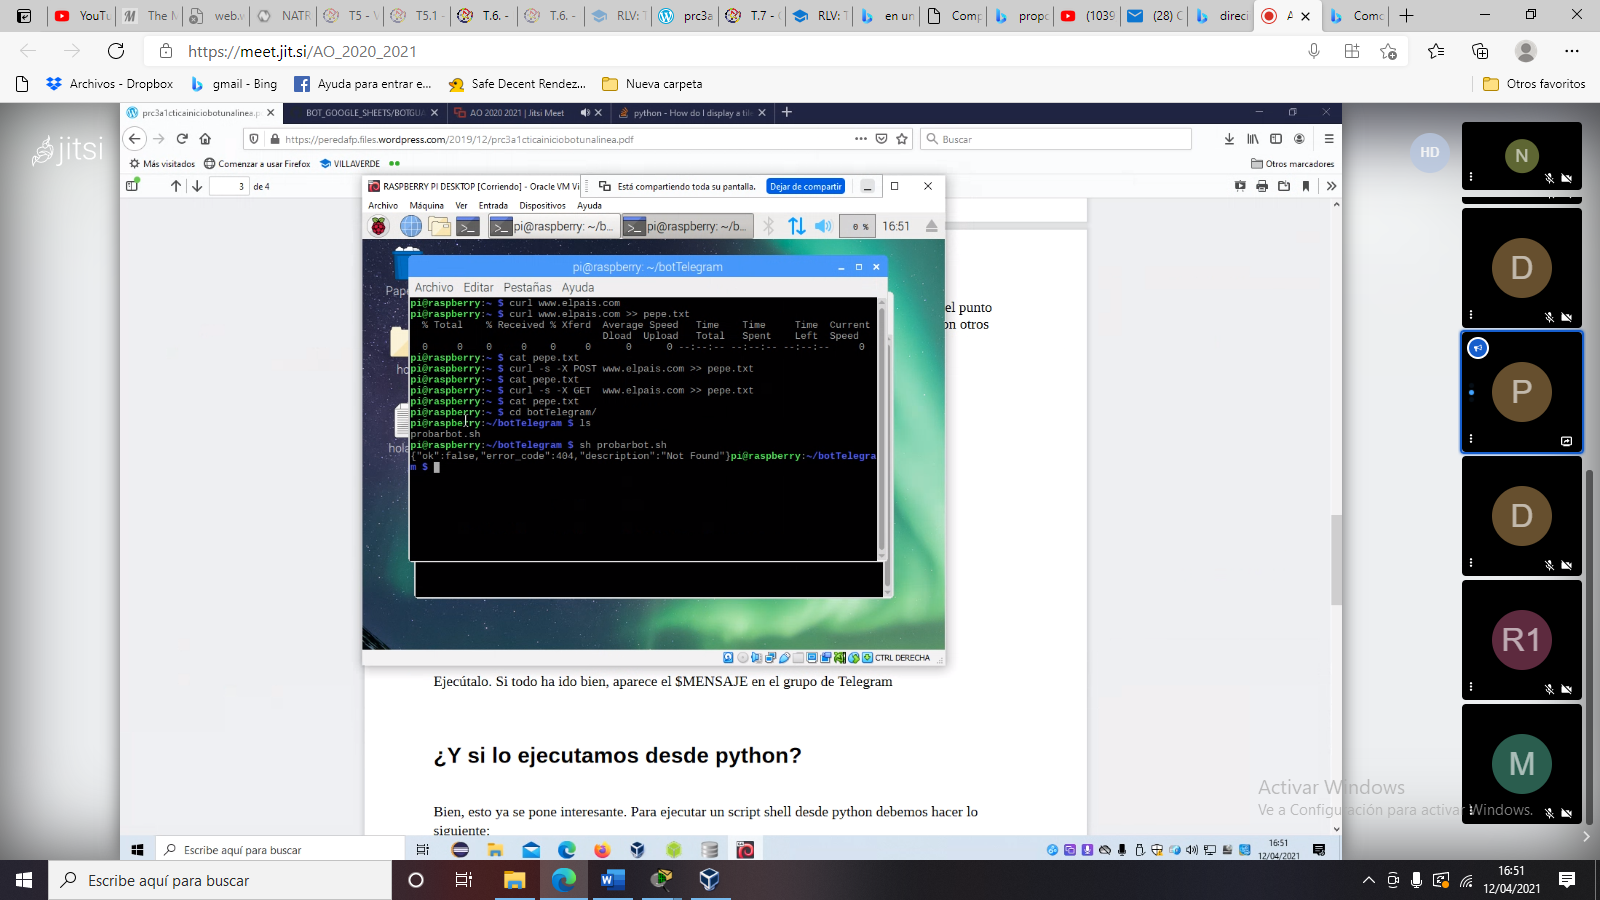 YouTu
M The M
web.v
NATR
T5 - V
T5.1 -
T.6. -
T.6. -
RLV: T
prc3a
T.7 - C
RLV: T
en un
Comp
propc
(1039
(28) C
direci
A
Comc
https://meet.jit.si/AO_2020_2021
Archivos - Dropbox
gmail - Bing
Ayuda para entrar e...
Safe Decent Rendez...
Nueva carpeta
Otros favoritos
jitsi
prc3a1cticainiciobotunalinea.p
BOT_GOOGLE_SHEETS/BOTGUA
AO 2020 2021 | Jitsi Meet
python - How do I display a tile
https://peredafp.files.wordpress.com/2019/12/prc3a1cticainiciobotunalinea.pdf
Buscar
Más visitados
Comenzar a usar Firefox
VILLAVERDE
Otros marcadores
3 de 4
RASPBERRY PI DESKTOP [Corriendo] - Oracle VM Vi
Está compartiendo toda su pantalla.
Dejar de compartir
Archivo Máquina Ver Entrada Dispositivos Ayuda
pi@raspberry: ~/b...
pi@raspberry: ~/b...
0 %
16:51
Pape
ho
hola
pi@raspberry: ~/botTelegram
Archivo Editar Pestañas Ayuda
pi@raspberry:~ $ curl www.elpais.com
pi@raspberry:~ $ curl www.elpais.com >> pepe.txt
% Total % Received % Xferd Average Speed Time Time Time Current
Dload Upload Total Spent Left Speed
0 0 0 0 0 0 0 0 --:--:-- --:--:-- --:--:-- 0
pi@raspberry:~ $ cat pepe.txt
pi@raspberry:~ $ curl -s -X POST www.elpais.com >> pepe.txt
pi@raspberry:~ $ cat pepe.txt
pi@raspberry:~ $ curl -s -X GET  www.elpais.com >> pepe.txt
pi@raspberry:~ $ cat pepe.txt
pi@raspberry:~ $ cd botTelegram/
pi@raspberry:~/botTelegram $ ls
probarbot.sh
pi@raspberry:~/botTelegram $ sh probarbot.sh
{"ok":false,"error_code":404,"description":"Not Found"}pi@raspberry:~/botTelegra
m $
CTRL DERECHA
el punto
on otros
Ejecútalo. Si todo ha ido bien, aparece el $MENSAJE en el grupo de Telegram
¿Y si lo ejecutamos desde python?
Bien, esto ya se pone interesante. Para ejecutar un script shell desde python debemos hacer lo
siguiente:
HD
N
D
P
D
R1
M
Activar Windows
Ve a Configuración para activar Windows.
Escribe aquí para buscar
16:51
12/04/2021
Escribe aquí para buscar
16:51
12/04/2021